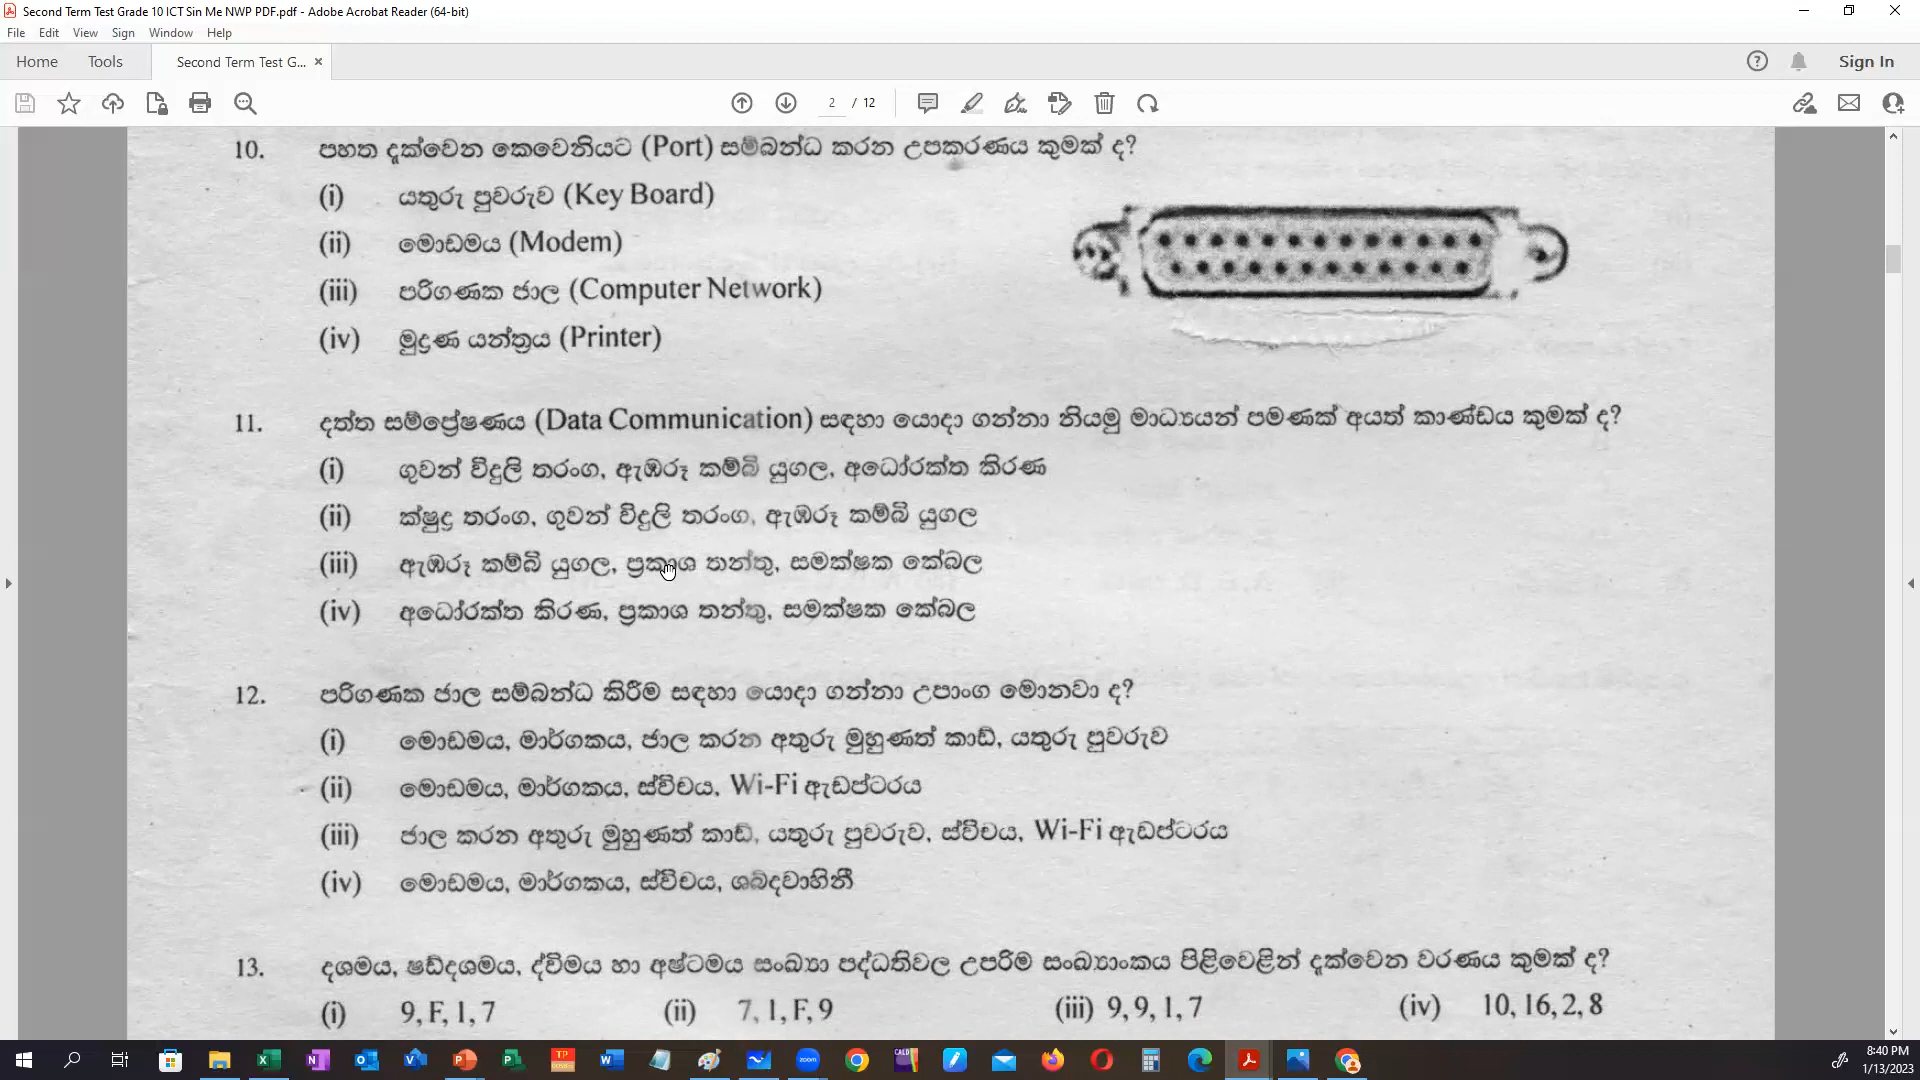 Second Term Test Grade 10 ICT Sin Me NWP PDF.pdf - Adobe Acrobat Reader (64-bit)
File Edit View Sign Window Help
Home Tools Second Term Test G... Sign In
2 / 12
10. පහත දැක්වෙන කෙවෙනියට (Port) සම්බන්ධ කරන උපකරණය කුමක් ද?
(i) යතුරු පුවරුව (Key Board)
(ii) මොඩමය (Modem)
(iii) පරිගණක ජාල (Computer Network)
(iv) මුද්‍රණ යන්ත්‍රය (Printer)
11. දත්ත සම්ප්‍රේෂණය (Data Communication) සඳහා යොදා ගන්නා නියමු මාධ්‍යයන් පමණක් අයත් කාණ්ඩය කුමක් ද?
(i) ගුවන් විදුලි තරංග, ඇඹරූ කම්බි යුගල, අධෝරක්ත කිරණ
(ii) ක්ෂුද්‍ර තරංග, ගුවන් විදුලි තරංග, ඇඹරූ කම්බි යුගල
(iii) ඇඹරූ කම්බි යුගල, ප්‍රකාශ තන්තු, සමක්ෂක කේබල
(iv) අධෝරක්ත කිරණ, ප්‍රකාශ තන්තු, සමක්ෂක කේබල
12. පරිගණක ජාල සම්බන්ධ කිරීම සඳහා යොදා ගන්නා උපාංග මොනවා ද?
(i) මොඩමය, මාර්ගකය, ජාල කරන අතුරු මුහුණත් කාඩ්, යතුරු පුවරුව
(ii) මොඩමය, මාර්ගකය, ස්විචය, Wi-Fi ඇඩප්ටරය
(iii) ජාල කරන අතුරු මුහුණත් කාඩ්, යතුරු පුවරුව, ස්විචය, Wi-Fi ඇඩප්ටරය
(iv) මොඩමය, මාර්ගකය, ස්විචය, ශබ්දවාහිනී
13. දශමය, ෂඩ්දශමය, ද්විමය හා අෂ්ටමය සංඛ්‍යා පද්ධතිවල උපරිම සංඛ්‍යාංකය පිළිවෙළින් දැක්වෙන වරණය කුමක් ද?
(i) 9, F, 1, 7 (ii) 7, 1, F, 9 (iii) 9, 9, 1, 7 (iv) 10, 16, 2, 8
8:40 PM
1/13/2023